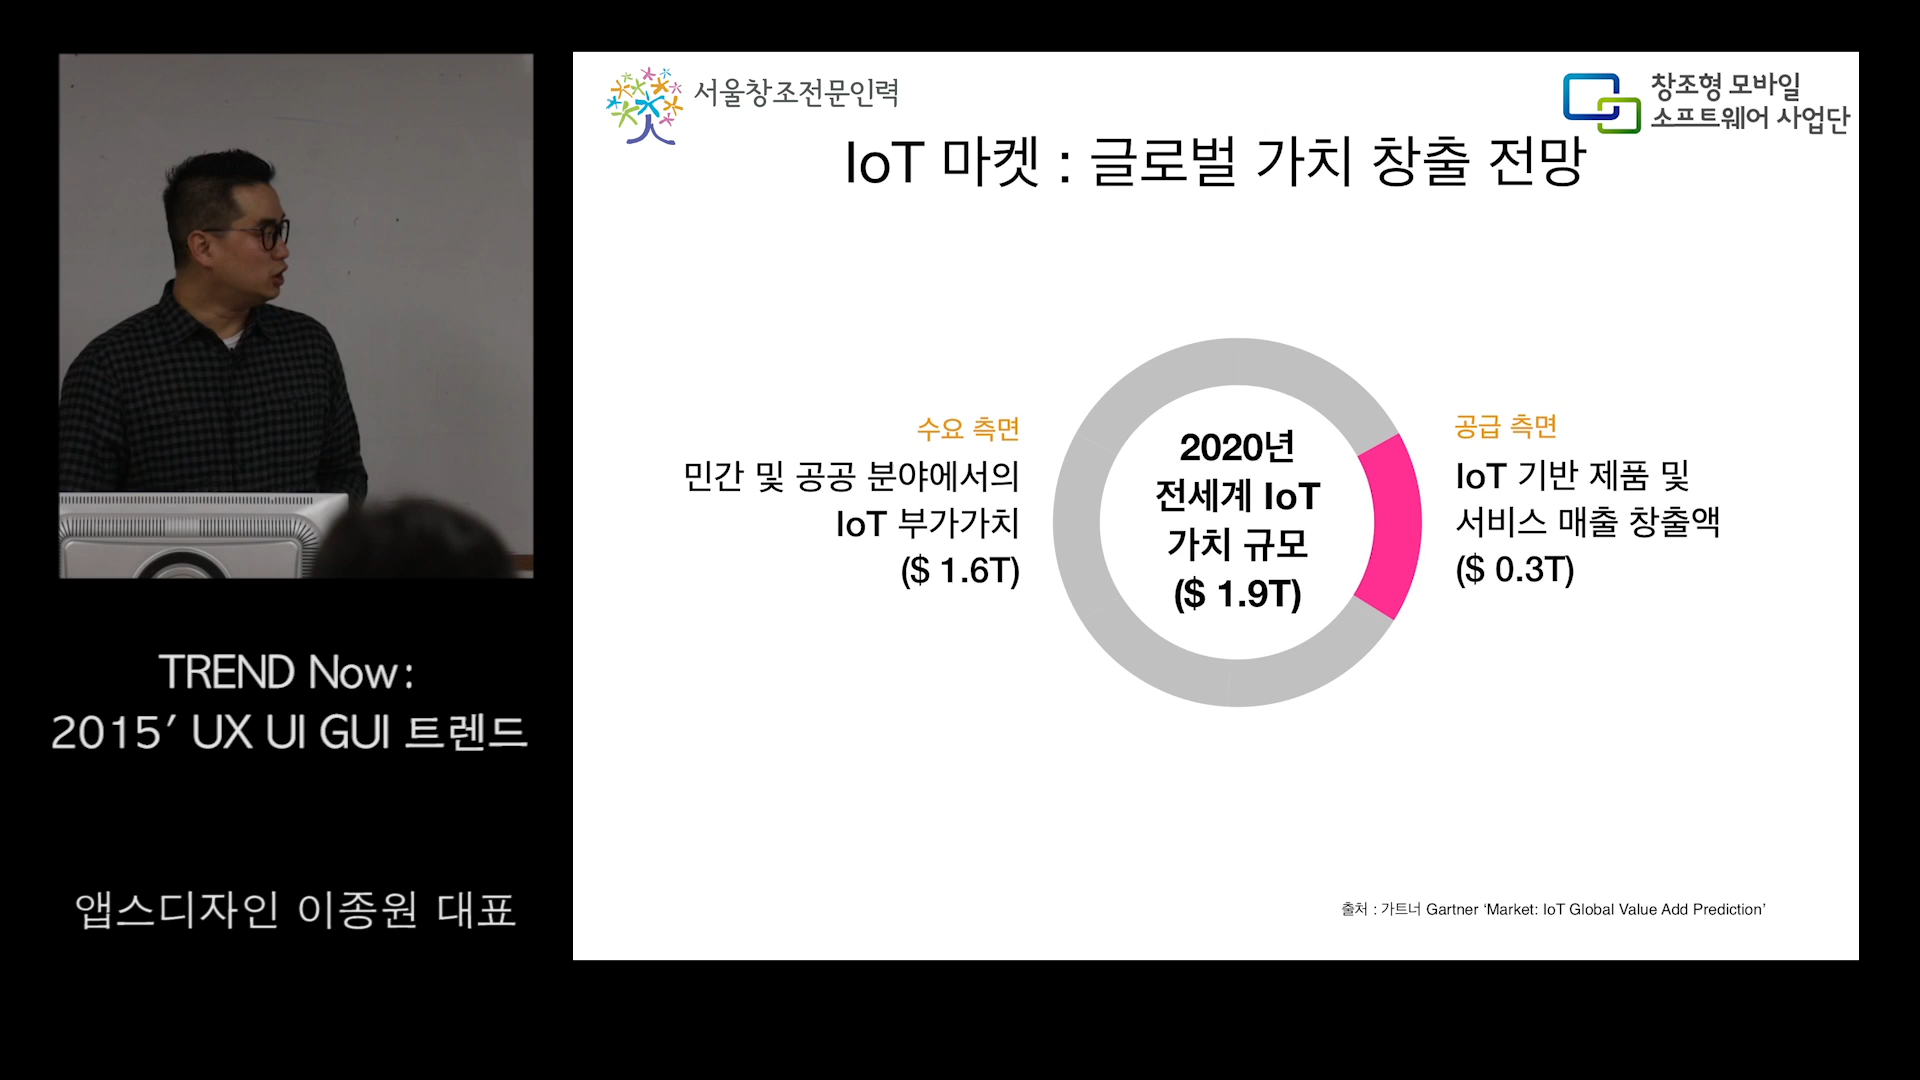 서울창조전문인력
창조형 모바일
소프트웨어 사업단
IoT 마켓 : 글로벌 가치 창출 전망
수요 측면
민간 및 공공 분야에서의
IoT 부가가치
($ 1.6T)
2020년
전세계 IoT
가치 규모
($ 1.9T)
공급 측면
IoT 기반 제품 및
서비스 매출 창출액
($ 0.3T)
출처 : 가트너 Gartner ‘Market: IoT Global Value Add Prediction’
TREND Now:
2015′ UX UI GUI 트렌드
앱스디자인 이종원 대표